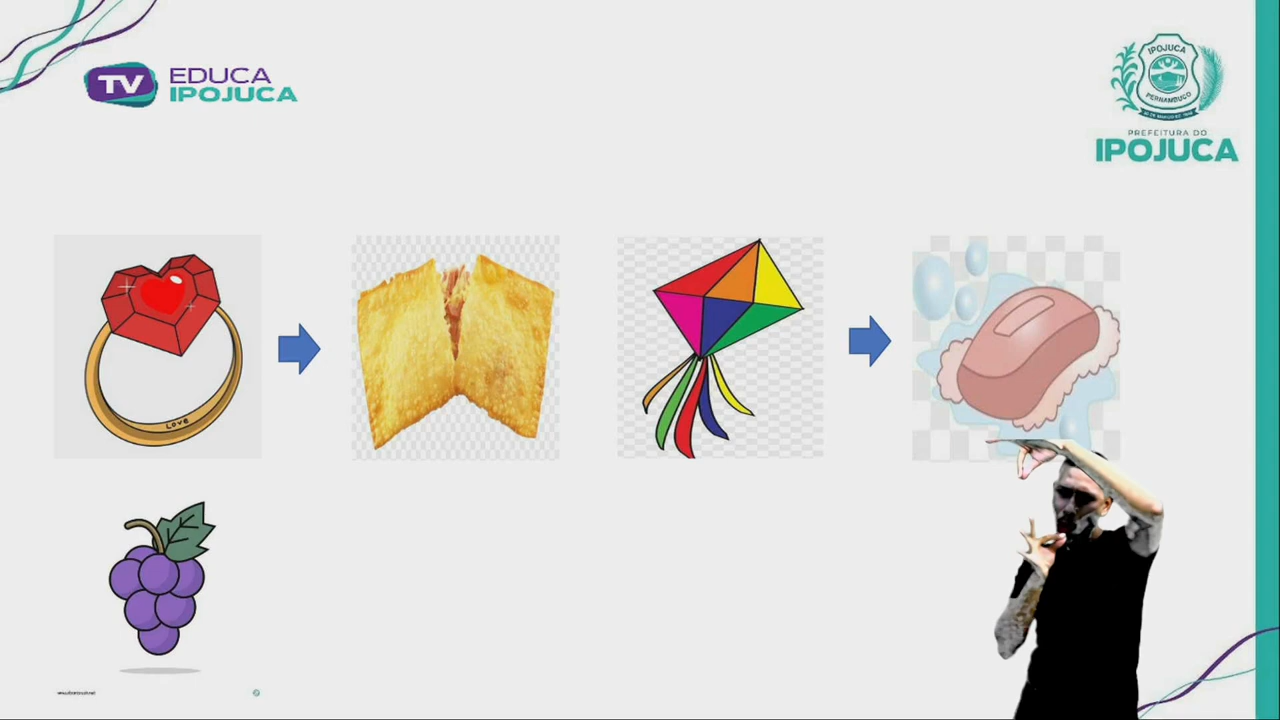 TV EDUCA
IPOJUCA
IPOJUCA
PERNAMBUCO
PREFEITURA DO
IPOJUCA
LOVE